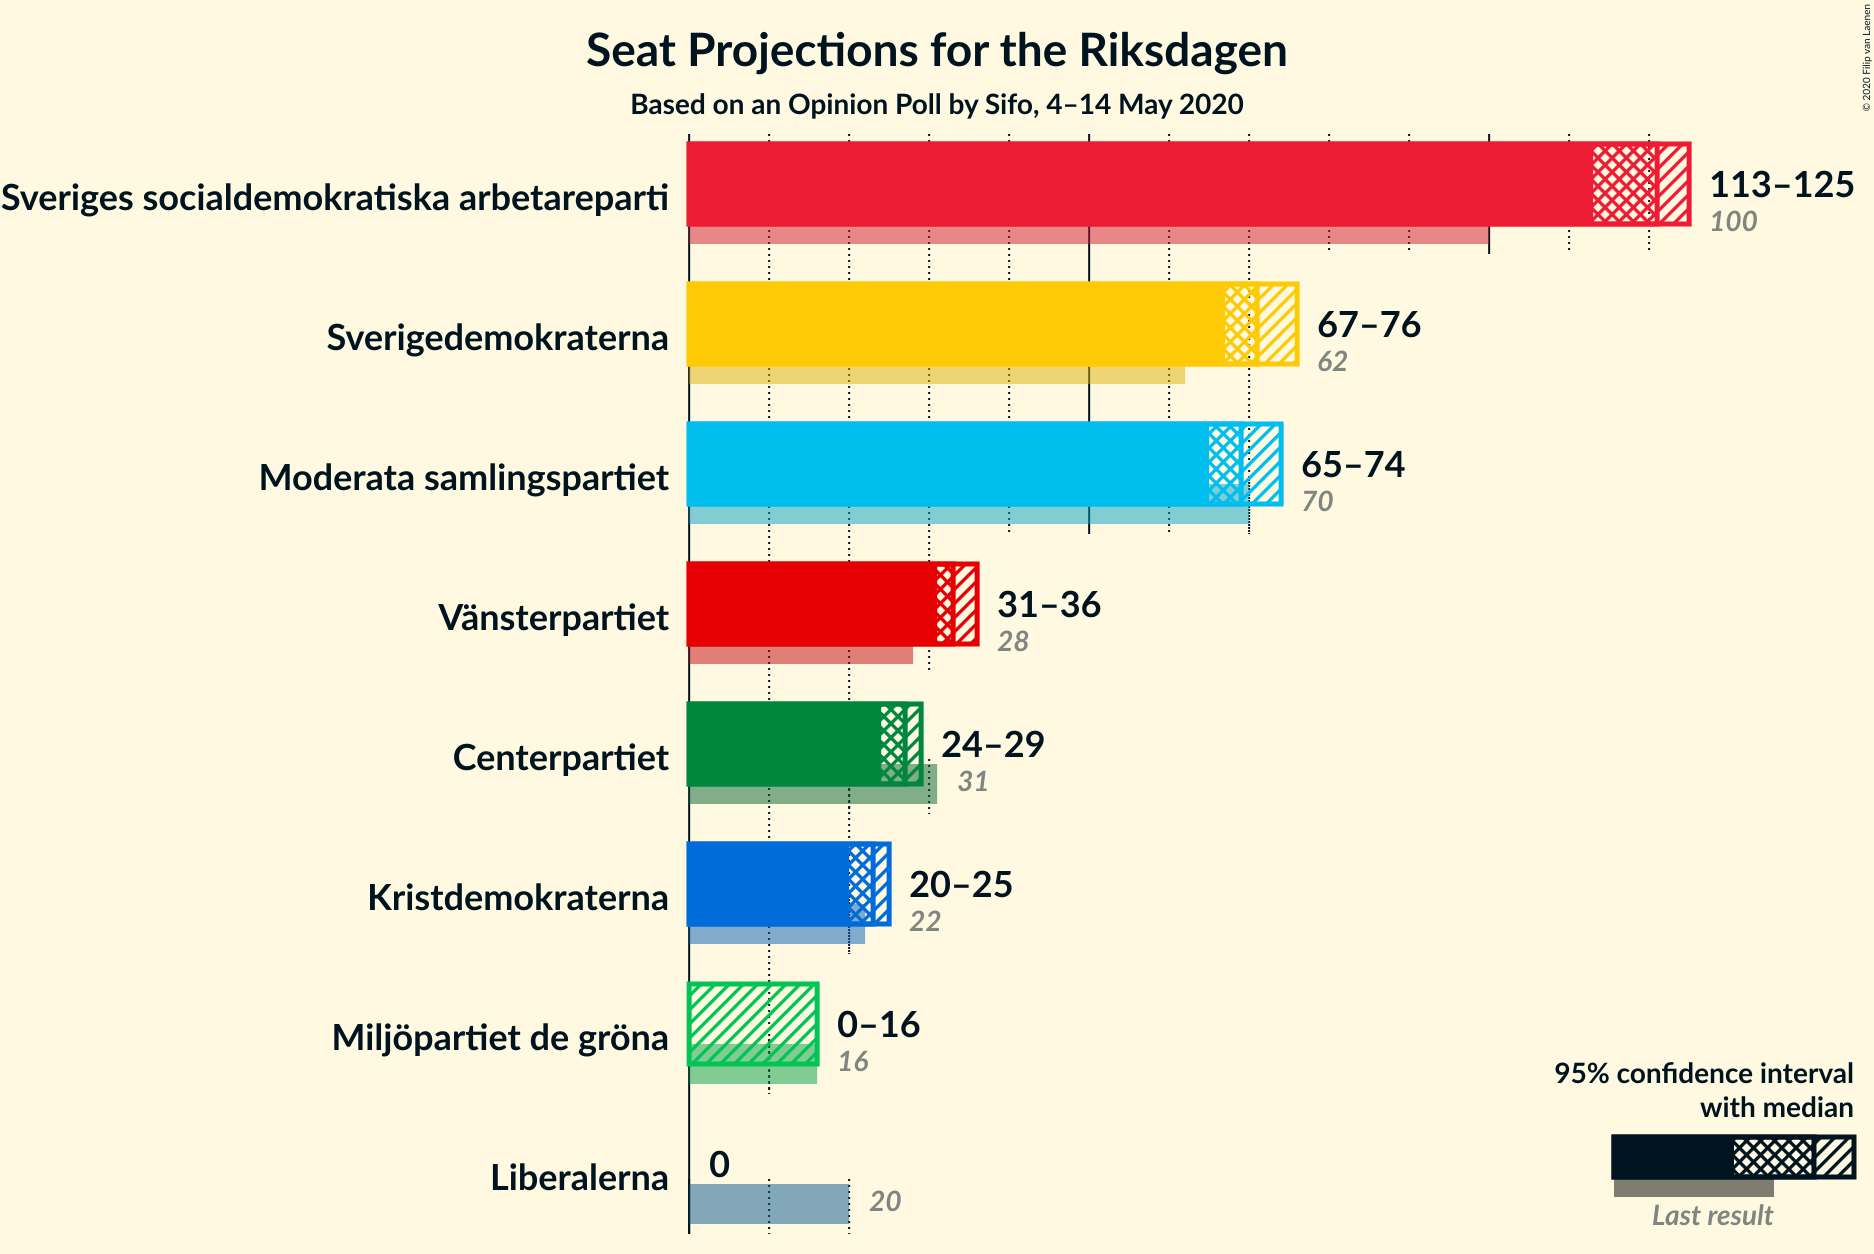 Seat Projections for the Riksdagen
Based on an Opinion Poll by Sifo, 4–14 May 2020
© 2020 Filip van Laenen
Sveriges socialdemokratiska arbetareparti
113–125
100
Sverigedemokraterna
67–76
62
Moderata samlingspartiet
65–74
70
Vänsterpartiet
31–36
28
Centerpartiet
24–29
31
Kristdemokraterna
20–25
22
Miljöpartiet de gröna
0–16
16
Liberalerna
0
20
95% confidence interval
with median
Last result